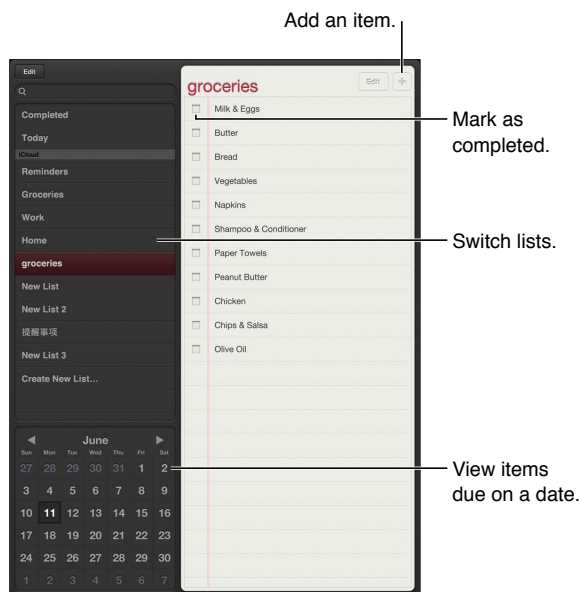 Add an item.
Edit
Completed
Today
iCloud
Reminders
Groceries
Work
Home
groceries
New List
New List 2
提醒事项
New List 3
Create New List...
June
Sun Mon Tue Wed Thu Fri Sat
27 28 29 30 31 1 2
3 4 5 6 7 8 9
10 11 12 13 14 15 16
17 18 19 20 21 22 23
24 25 26 27 28 29 30
1 2 3 4 5 6 7
groceries
Edit
Milk & Eggs
Butter
Bread
Vegetables
Napkins
Shampoo & Conditioner
Paper Towels
Peanut Butter
Chicken
Chips & Salsa
Olive Oil
Mark as
completed.
Switch lists.
View items
due on a date.